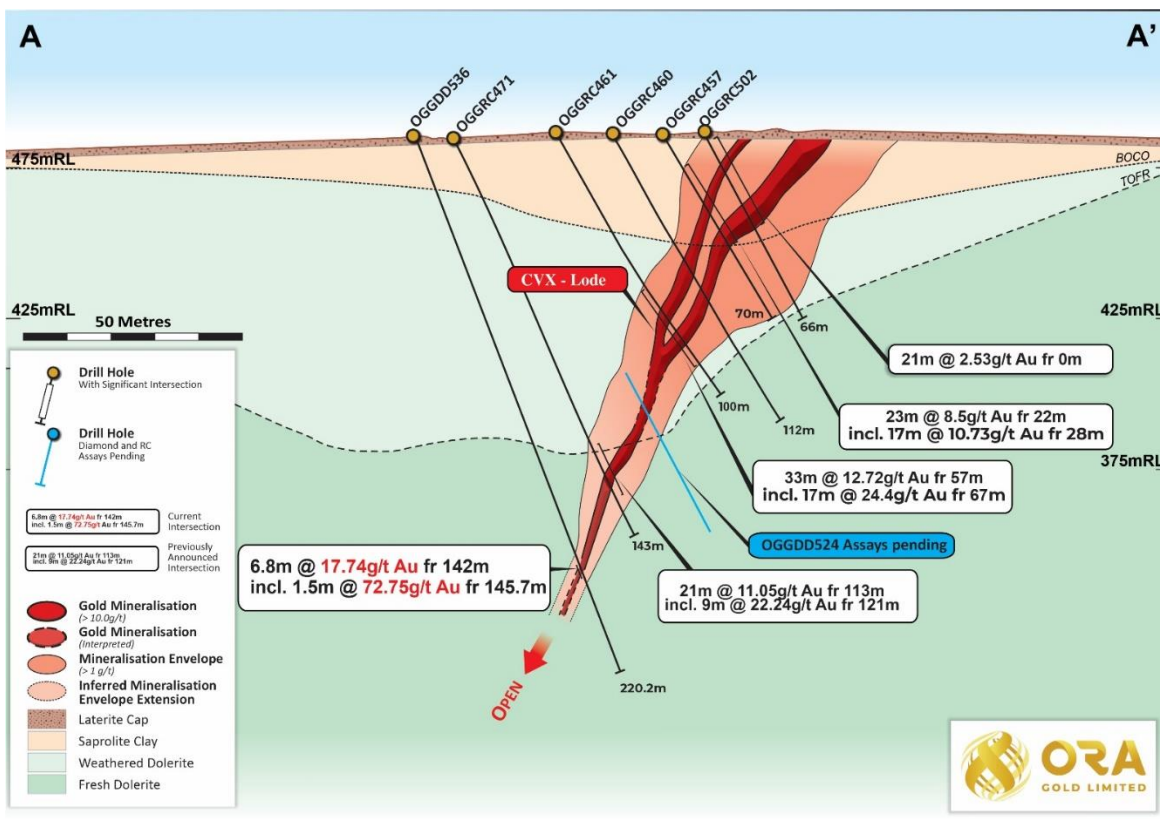 A
A'
OGGDD536
OGGRC471
OGGRC461
OGGRC460
OGGRC457
OGGRC502
475mRL
BOCO
TOFR
CVX - Lode
425mRL
425mRL
50 Metres
70m
66m
21m @ 2.53g/t Au fr 0m
100m
112m
23m @ 8.5g/t Au fr 22m
incl. 17m @ 10.73g/t Au fr 28m
375mRL
33m @ 12.72g/t Au fr 57m
incl. 17m @ 24.4g/t Au fr 67m
143m
OGGDD524 Assays pending
6.8m @ 17.74g/t Au fr 142m
incl. 1.5m @ 72.75g/t Au fr 145.7m
21m @ 11.05g/t Au fr 113m
incl. 9m @ 22.24g/t Au fr 121m
220.2m
OPEN
Drill Hole
With Significant Intersection
Drill Hole
Diamond and RC
Assays Pending
6.8m @ 17.74g/t Au fr 142m
incl. 1.5m @ 72.75g/t Au fr 145.7m
Current
Intersection
21m @ 11.05g/t Au fr 113m
incl 9m @ 22.24g/t Au fr 121m
Previously
Announced
Intersection
Gold Mineralisation
(> 10.0g/t)
Gold Mineralisation
(Interpreted)
Mineralisation Envelope
(> 1 g/t)
Inferred Mineralisation
Envelope Extension
Laterite Cap
Saprolite Clay
Weathered Dolerite
Fresh Dolerite
ORA
GOLD LIMITED